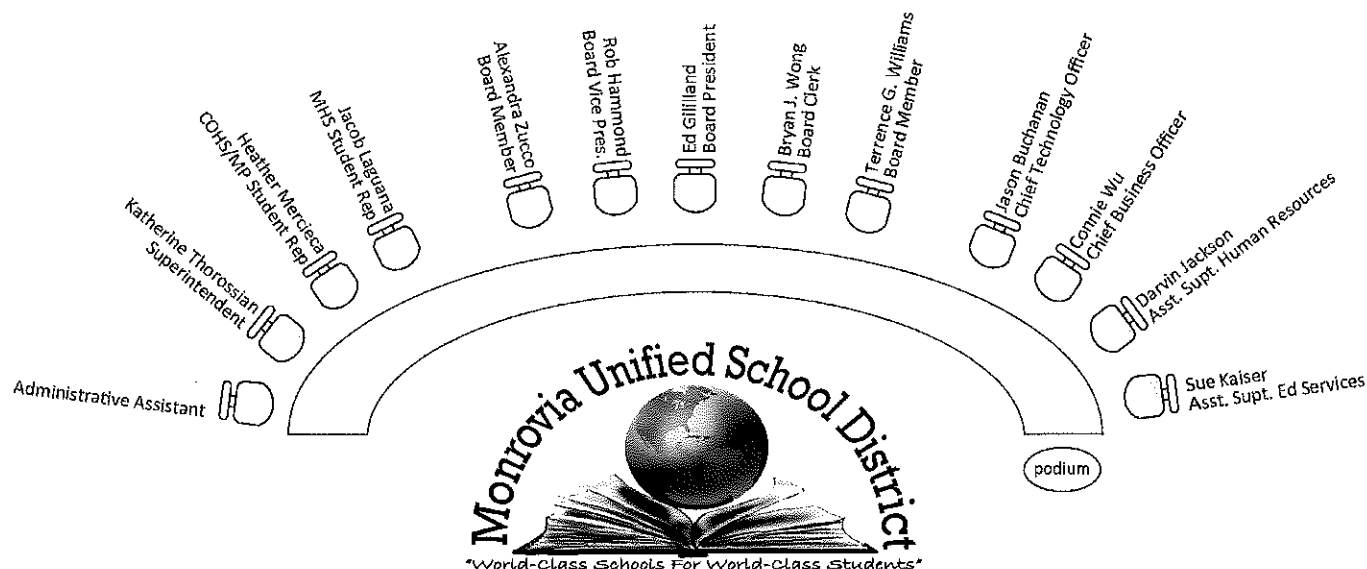 Administrative Assistant
Katherine Thorossian
Superintendent
Heather Mercieca
COHS/MP Student Rep
Jacob Laguana
MHS Student Rep
Alexandra Zucco
Board Member
Rob Hammond
Board Vice Pres.
Ed Gililland
Board President
Bryan J. Wong
Board Clerk
Terrence G. Williams
Board Member
Jason Buchanan
Chief Technology Officer
Connie Wu
Chief Business Officer
Darvin Jackson
Asst. Supt. Human Resources
Sue Kaiser
Asst. Supt. Ed Services
podium
Monrovia Unified School District
"World-Class Schools For World-Class Students"